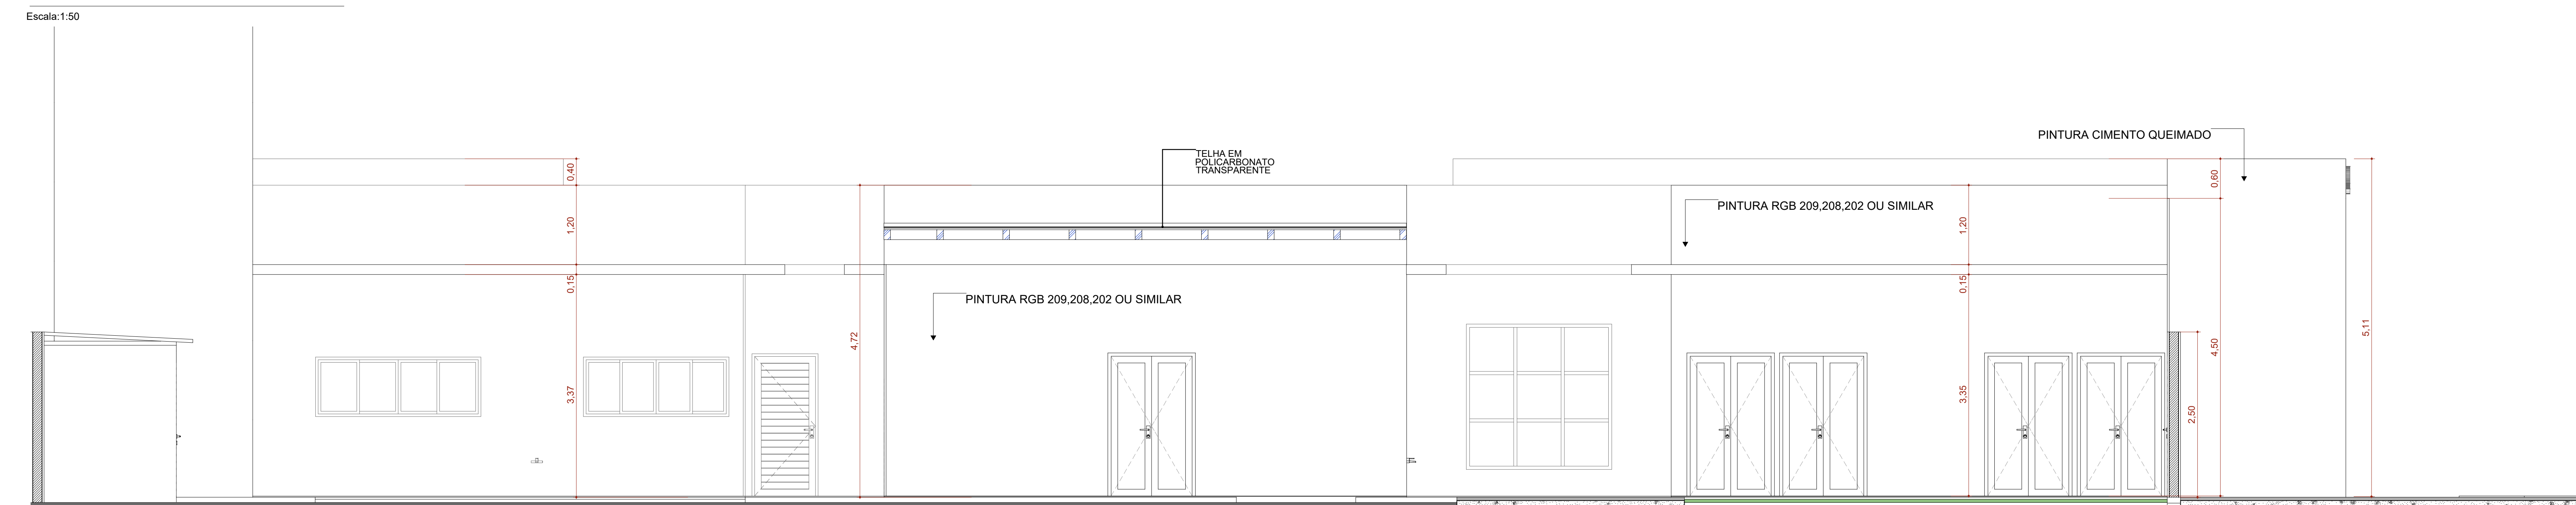 Escala:1:50
PINTURA CIMENTO QUEIMADO
TELHA EM
POLICARBONATO
TRANSPARENTE
0,40
0,60
PINTURA RGB 209,208,202 OU SIMILAR
1,20
1,20
0,15
0,15
PINTURA RGB 209,208,202 OU SIMILAR
5,11
4,72
4,50
3,37
3,35
2,50